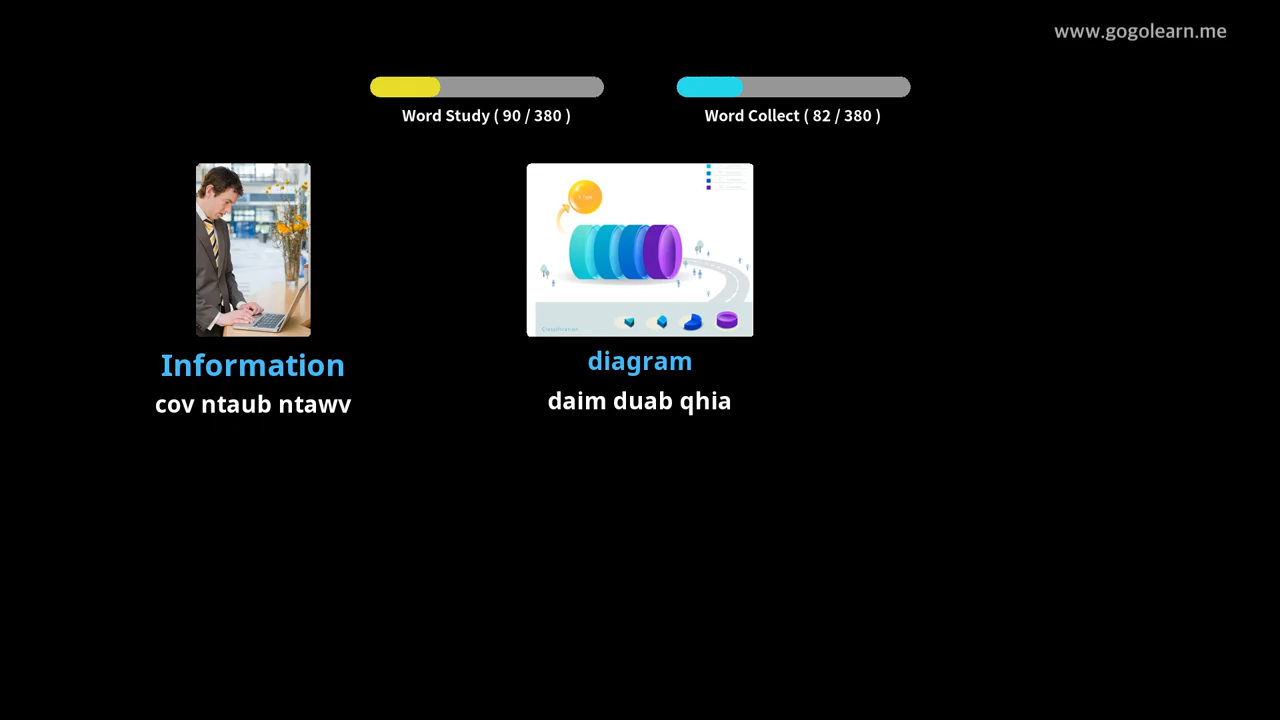 www.gogolearn.me
Word Study ( 90 / 380 )
Word Collect ( 82 / 380 )
Classification
Information
diagram
cov ntaub ntawv
daim duab qhia